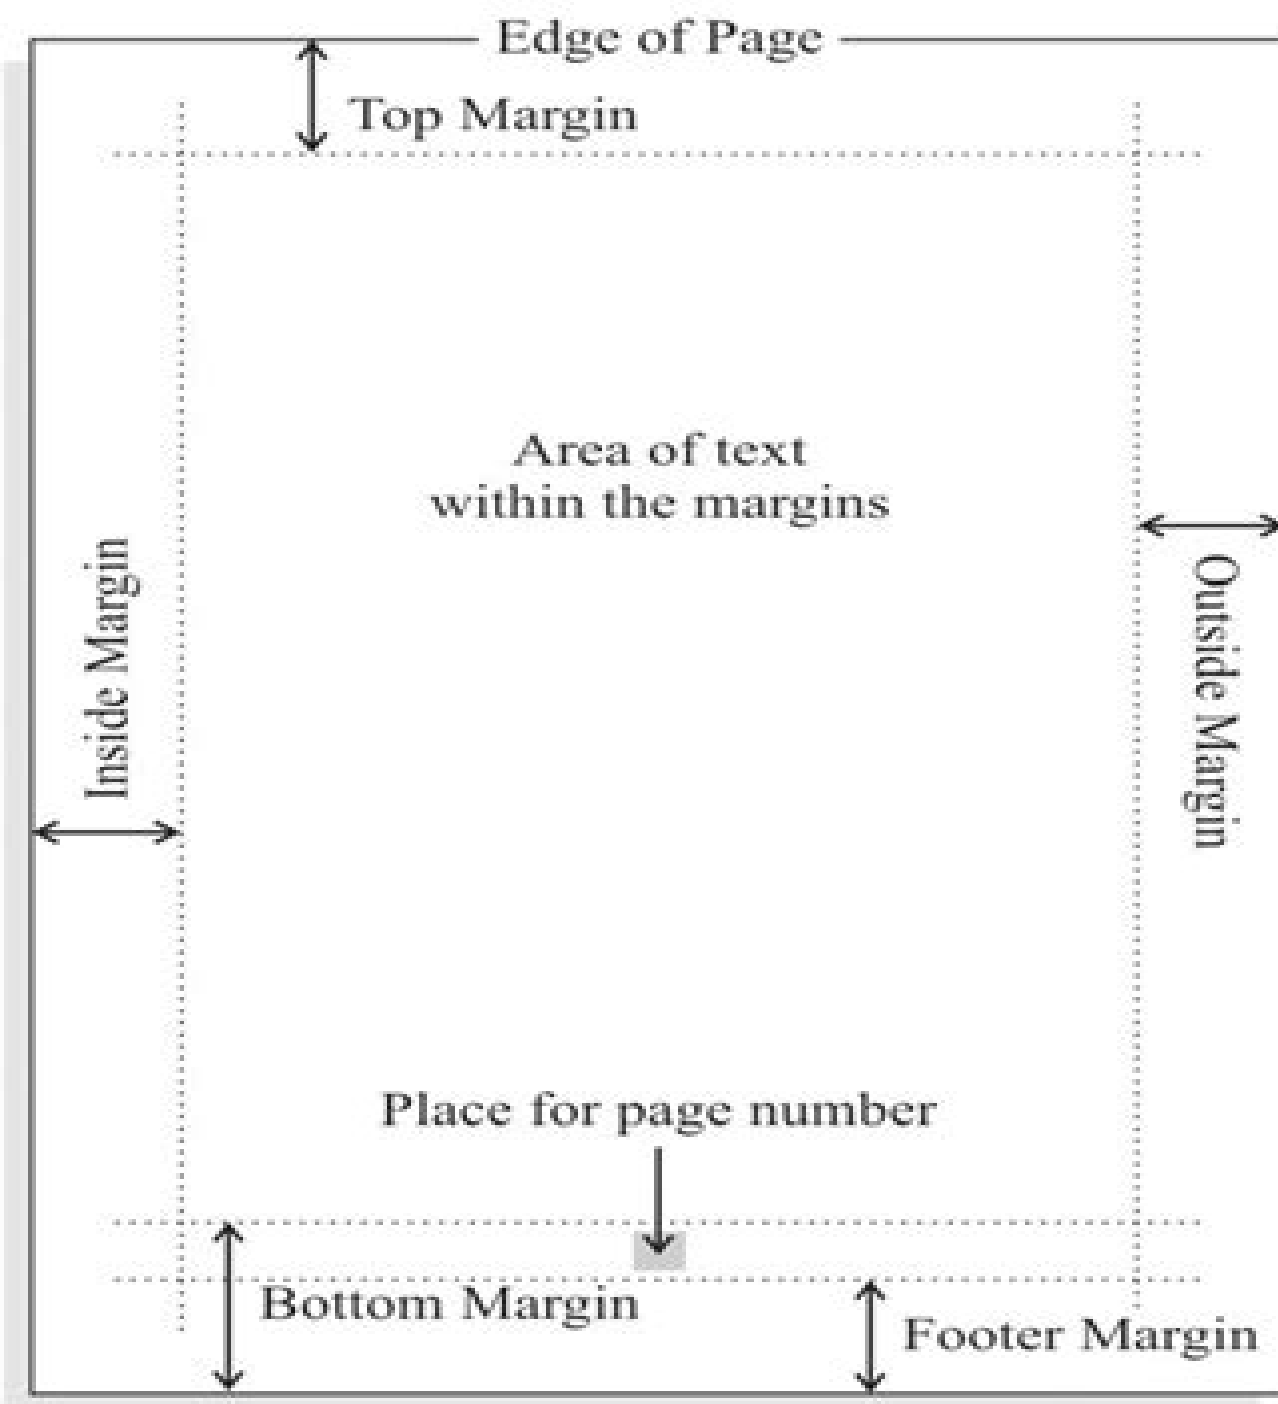 Edge of Page
Top Margin
Area of text
within the margins
Inside Margin
Outside Margin
Place for page number
Bottom Margin
Footer Margin